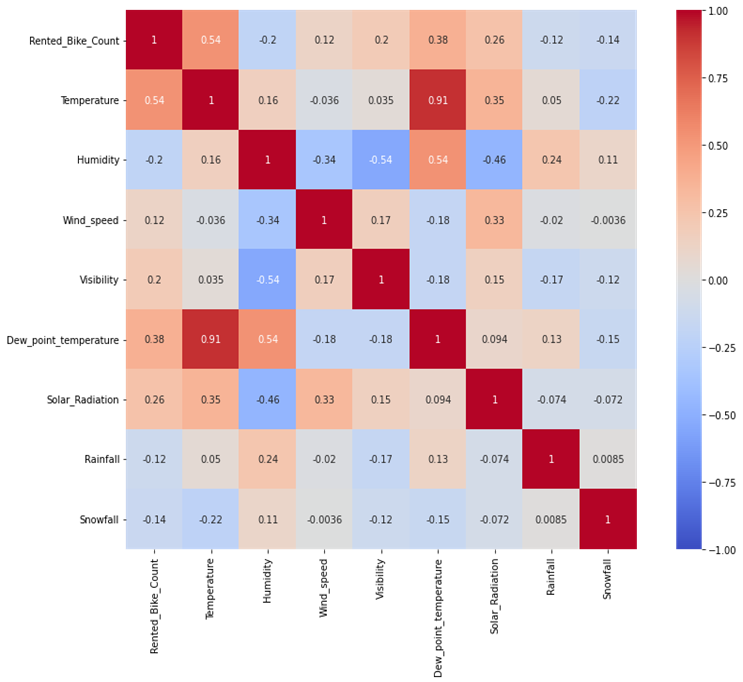 Rented_Bike_Count 1 0.54 -0.2 0.12 0.2 0.38 0.26 -0.12 -0.14
Temperature 0.54 1 0.16 -0.036 0.035 0.91 0.35 0.05 -0.22
Humidity -0.2 0.16 1 -0.34 -0.54 0.54 -0.46 0.24 0.11
Wind_speed 0.12 -0.036 -0.34 1 0.17 -0.18 0.33 -0.02 -0.0036
Visibility 0.2 0.035 -0.54 0.17 1 -0.18 0.15 -0.17 -0.12
Dew_point_temperature 0.38 0.91 0.54 -0.18 -0.18 1 0.094 0.13 -0.15
Solar_Radiation 0.26 0.35 -0.46 0.33 0.15 0.094 1 -0.074 -0.072
Rainfall -0.12 0.05 0.24 -0.02 -0.17 0.13 -0.074 1 0.0085
Snowfall -0.14 -0.22 0.11 -0.0036 -0.12 -0.15 -0.072 0.0085 1
Rented_Bike_Count
Temperature
Humidity
Wind_speed
Visibility
Dew_point_temperature
Solar_Radiation
Rainfall
Snowfall
1.00
0.75
0.50
0.25
0.00
−0.25
−0.50
−0.75
−1.00